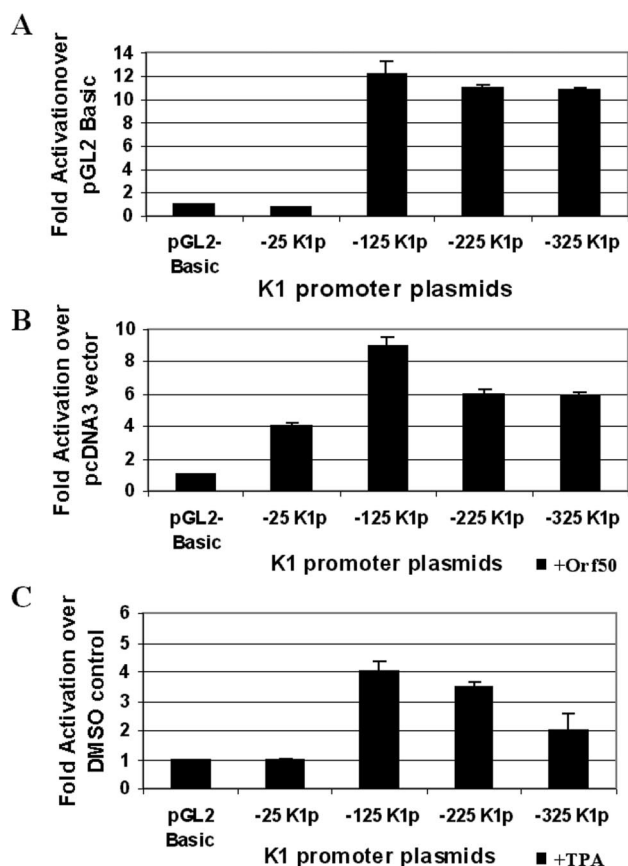 A
Fold Activationover
pGL2 Basic
14
12
10
8
6
4
2
0
pGL2-
Basic
-25 K1p
-125 K1p
-225 K1p
-325 K1p
K1 promoter plasmids
B
Fold Activation over
pcDNA3 vector
10
8
6
4
2
0
pGL2-
Basic
-25 K1p
-125 K1p
-225 K1p
-325 K1p
K1 promoter plasmids
+Orf50
C
Fold Activation over
DMSO control
6
5
4
3
2
1
0
pGL2
Basic
-25 K1p
-125 K1p
-225 K1p
-325 K1p
K1 promoter plasmids
+TPA